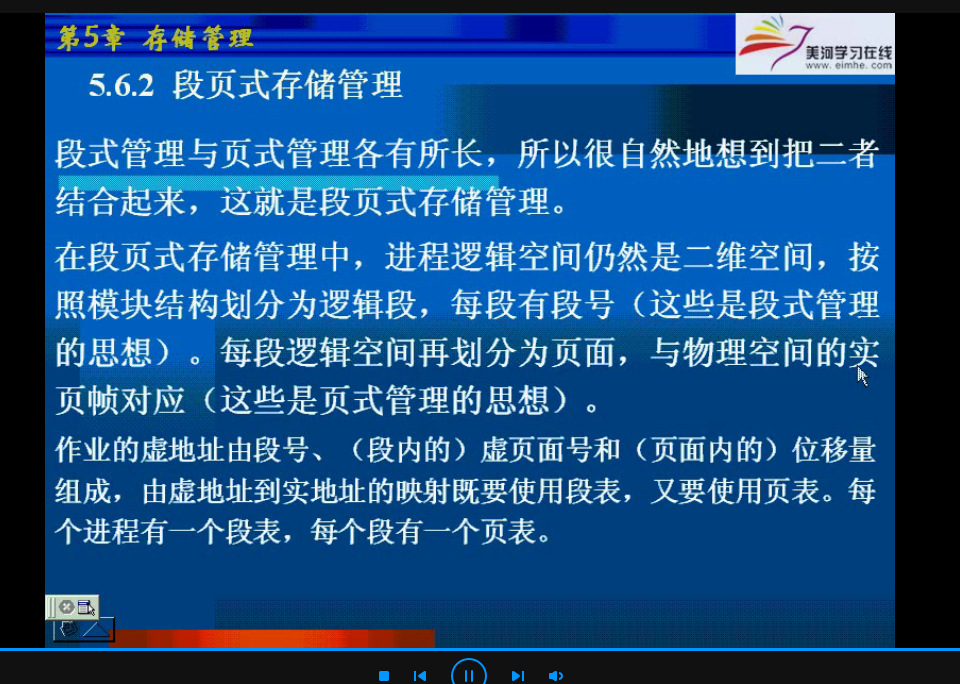 第5章 存储管理
美河学习在线
www.eimhe.com
5.6.2 段页式存储管理
段式管理与页式管理各有所长，所以很自然地想到把二者
结合起来，这就是段页式存储管理。
在段页式存储管理中，进程逻辑空间仍然是二维空间，按
照模块结构划分为逻辑段，每段有段号（这些是段式管理
的思想）。每段逻辑空间再划分为页面，与物理空间的实
页帧对应（这些是页式管理的思想）。
作业的虚地址由段号、（段内的）虚页面号和（页面内的）位移量
组成，由虚地址到实地址的映射既要使用段表，又要使用页表。每
个进程有一个段表，每个段有一个页表。